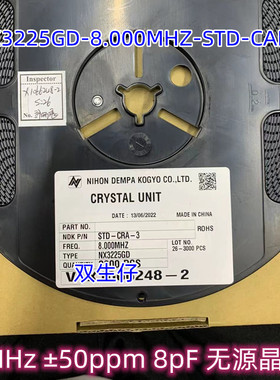 3225GD-8.000MHZ-STD-CA
Inspector
NIHON DEMPA KOGYO CO.,LTD.
CRYSTAL UNIT
DATE : 13/06/2022
MADE IN CHINA
PART NO.
ROHS
NDK P/N
STD-CRA-3
FREQ.
8.000MHZ
LOT NO.
26-3000 PCS
TYPE
NX3225GD
248-2
双生仔
MHz ±50ppm 8pF 无源晶